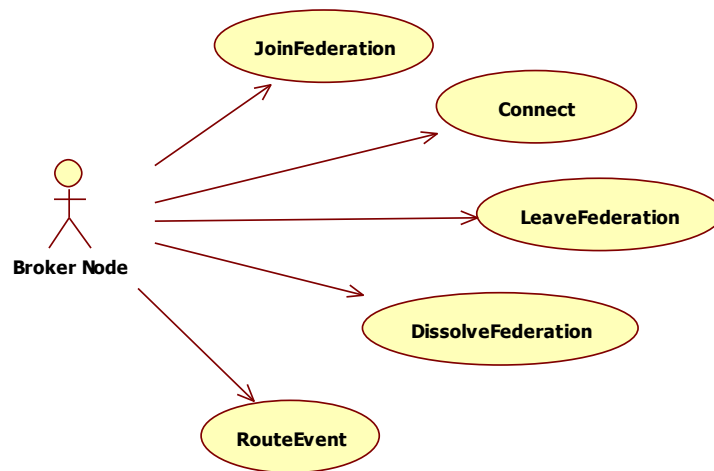 JoinFederation
Connect
LeaveFederation
Broker Node
DissolveFederation
RouteEvent